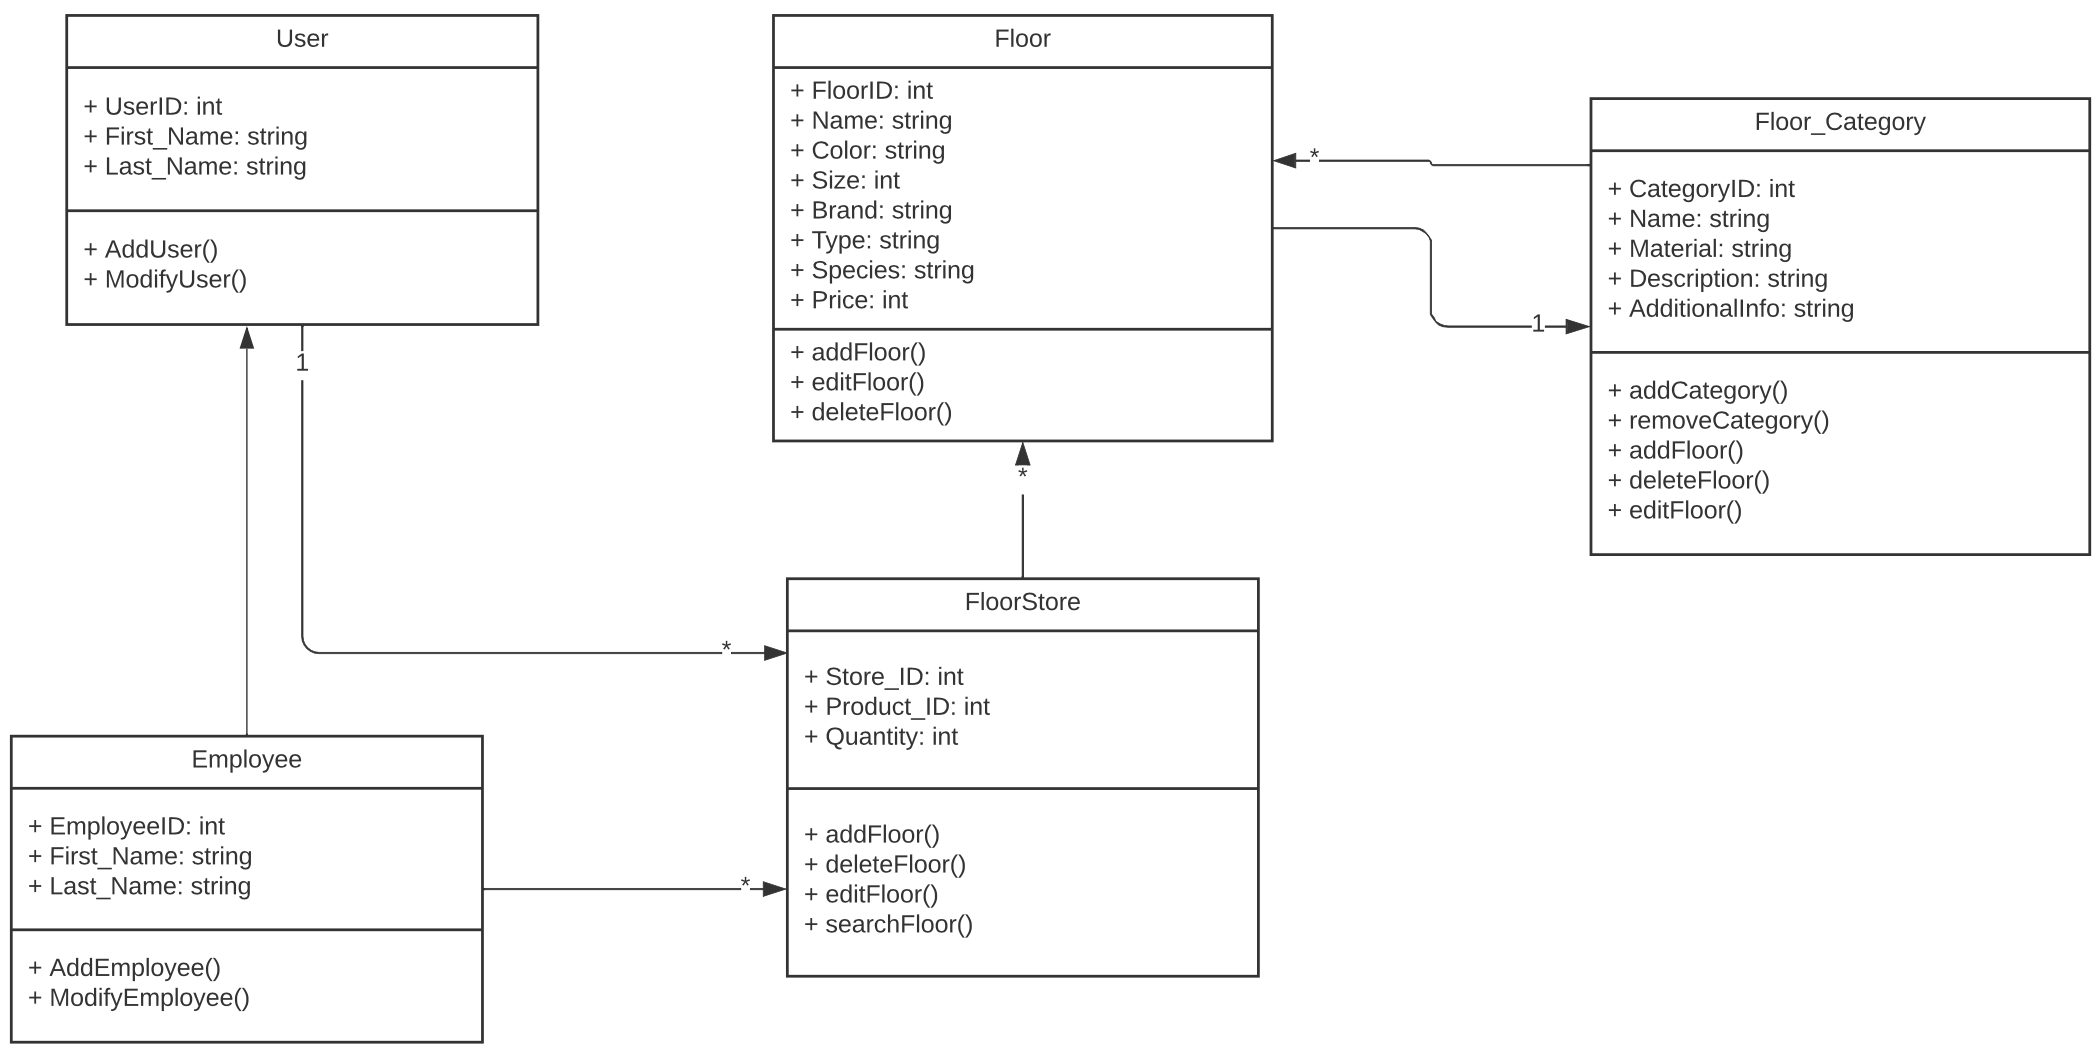 User
+ UserID: int
+ First_Name: string
+ Last_Name: string
+ AddUser()
+ ModifyUser()
1
Floor
+ FloorID: int
+ Name: string
+ Color: string
+ Size: int
+ Brand: string
+ Type: string
+ Species: string
+ Price: int
+ addFloor()
+ editFloor()
+ deleteFloor()
*
1
Floor_Category
+ CategoryID: int
+ Name: string
+ Material: string
+ Description: string
+ AdditionalInfo: string
+ addCategory()
+ removeCategory()
+ addFloor()
+ deleteFloor()
+ editFloor()
*
*
FloorStore
+ Store_ID: int
+ Product_ID: int
+ Quantity: int
+ addFloor()
+ deleteFloor()
+ editFloor()
+ searchFloor()
Employee
+ EmployeeID: int
+ First_Name: string
+ Last_Name: string
+ AddEmployee()
+ ModifyEmployee()
*